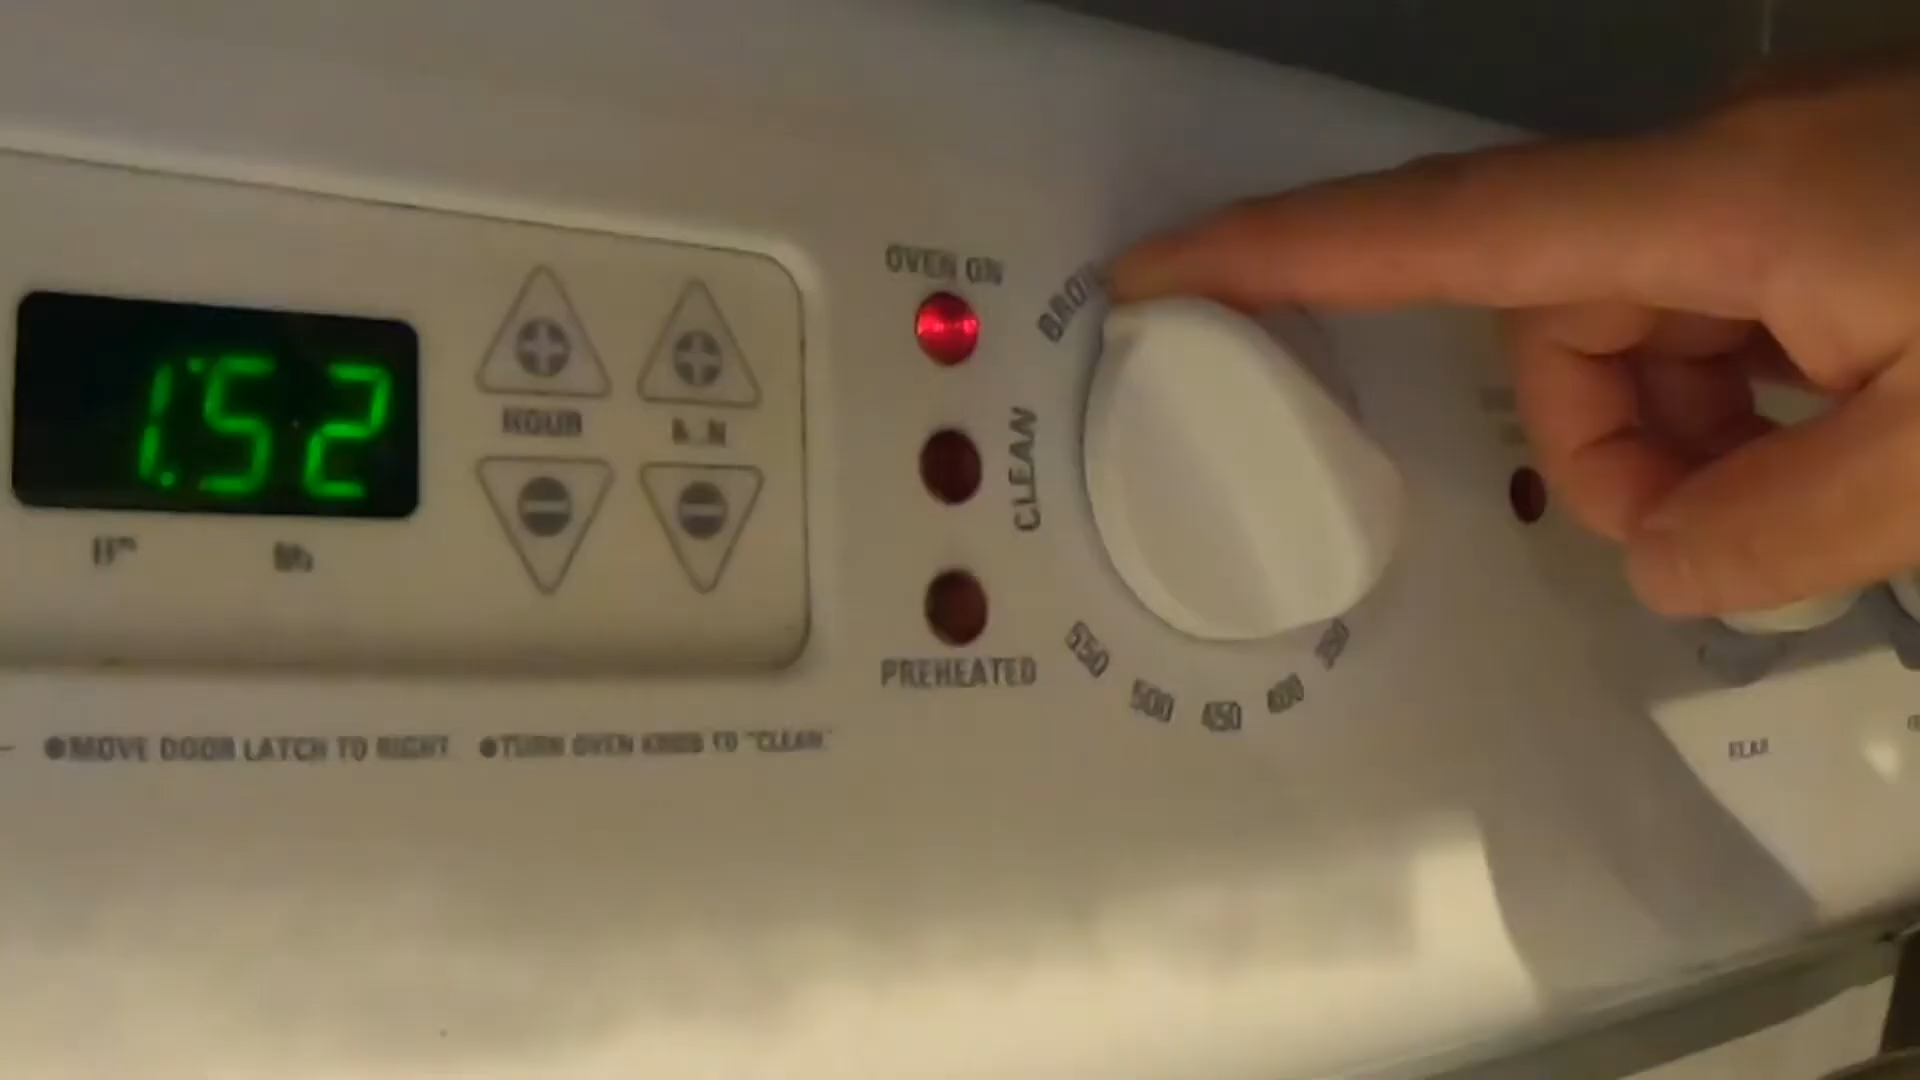 1:52
HOUR
OVEN ON
CLEAN
PREHEATED
550
500
450
400
●MOVE DOOR LATCH TO RIGHT ●TURN OVEN KNOB TO "CLEAN."
REAR